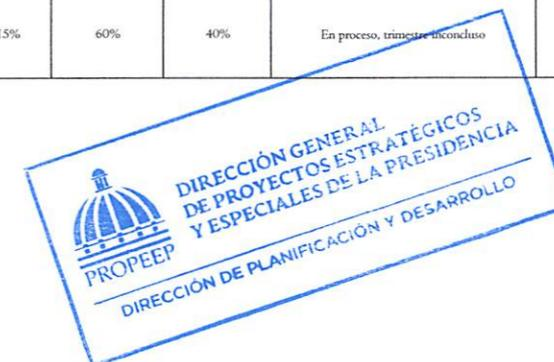 5% 60% 40% En proceso, trimestre inconcluso
DIRECCIÓN GENERAL
DE PROYECTOS ESTRATÉGICOS
Y ESPECIALES DE LA PRESIDENCIA
PROPEEP
DIRECCIÓN DE PLANIFICACIÓN Y DESARROLLO